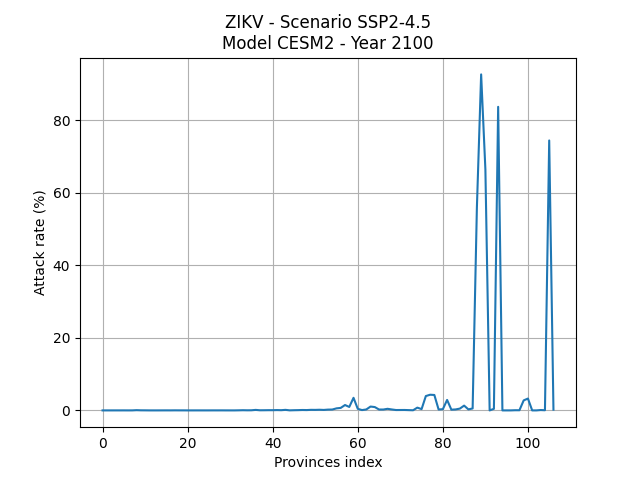 ZIKV - Scenario SSP2-4.5
Model CESM2 - Year 2100
Attack rate (%)
80
60
40
20
0
0 20 40 60 80 100
Provinces index